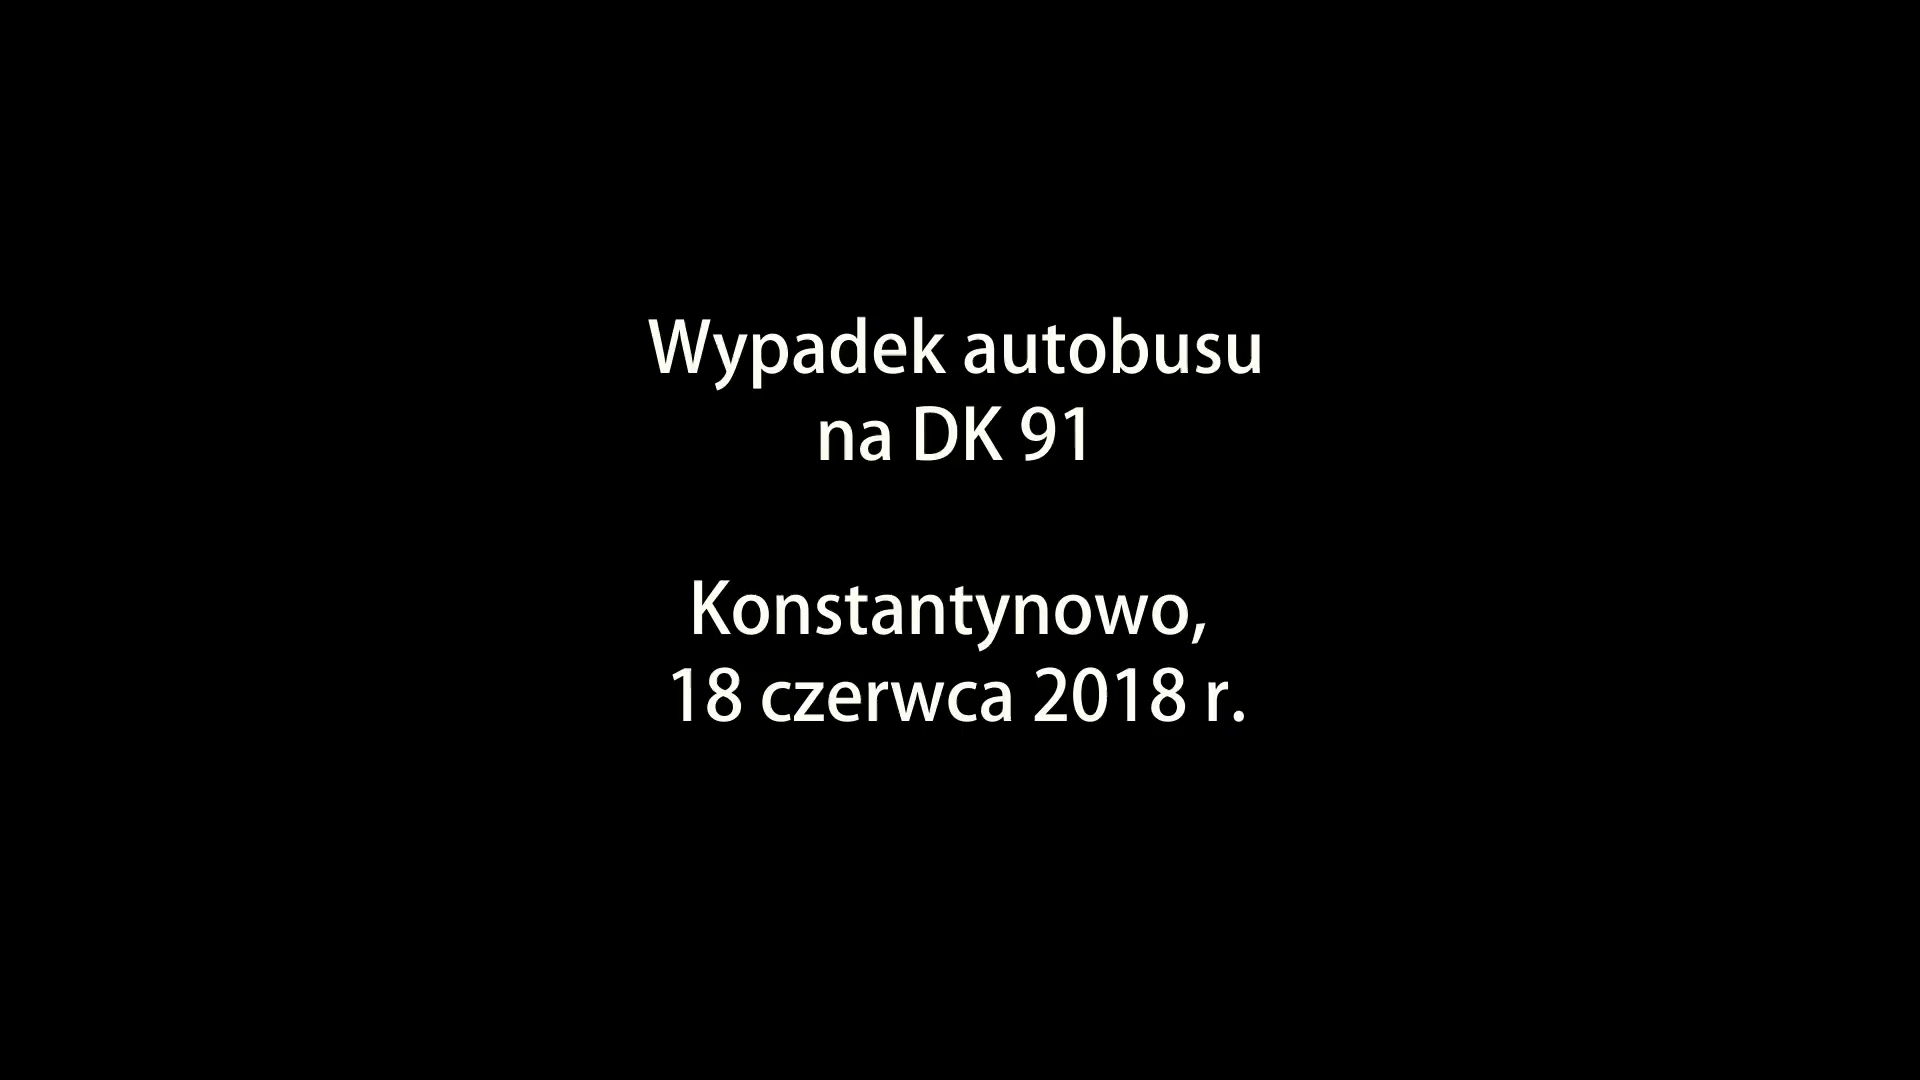 Wypadek autobusu
na DK 91
Konstantynowo,
18 czerwca 2018 r.